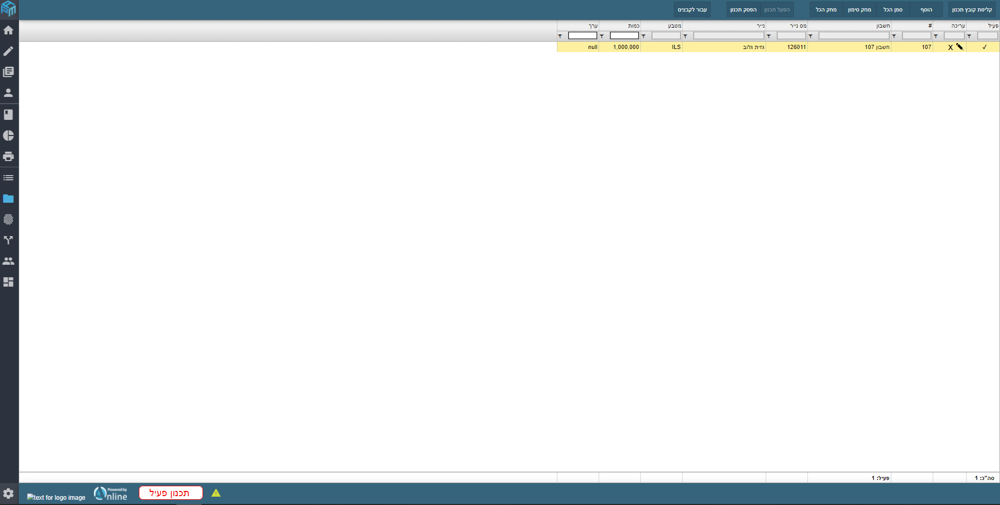 קליטת קובץ תכנון
הוסף
סמן הכל
מחק סימון
מחק הכל
הפעל תכנון
הפסק תכנון
עבור לקבצים
פעיל עריכה # חשבון מס נייר נייר מטבע כמות ערך
✓ X 107 חשבון 107 126011 גזית גלוב ILS 1,000,000 null
סה"כ: 1 פעיל: 1
תכנון פעיל
Powered by
Online
text for logo image